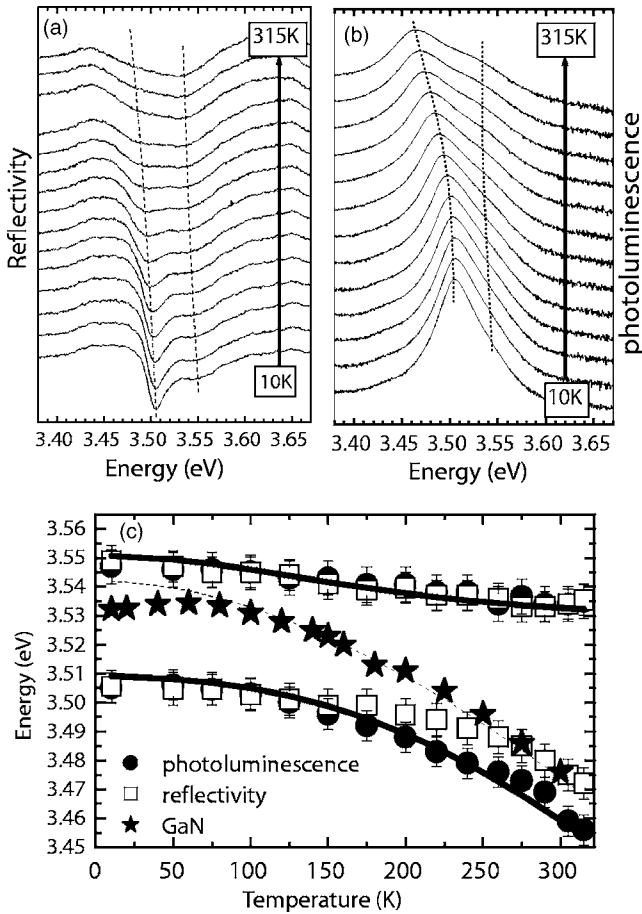 (a)
315K
10K
Reflectivity
3.40 3.45 3.50 3.55 3.60 3.65
Energy (eV)
(b)
315K
10K
photoluminescence
3.40 3.45 3.50 3.55 3.60 3.65
Energy (eV)
(c)
3.56
3.55
3.54
3.53
3.52
3.51
3.50
3.49
3.48
3.47
3.46
3.45
Energy (eV)
photoluminescence
reflectivity
GaN
0 50 100 150 200 250 300
Temperature (K)